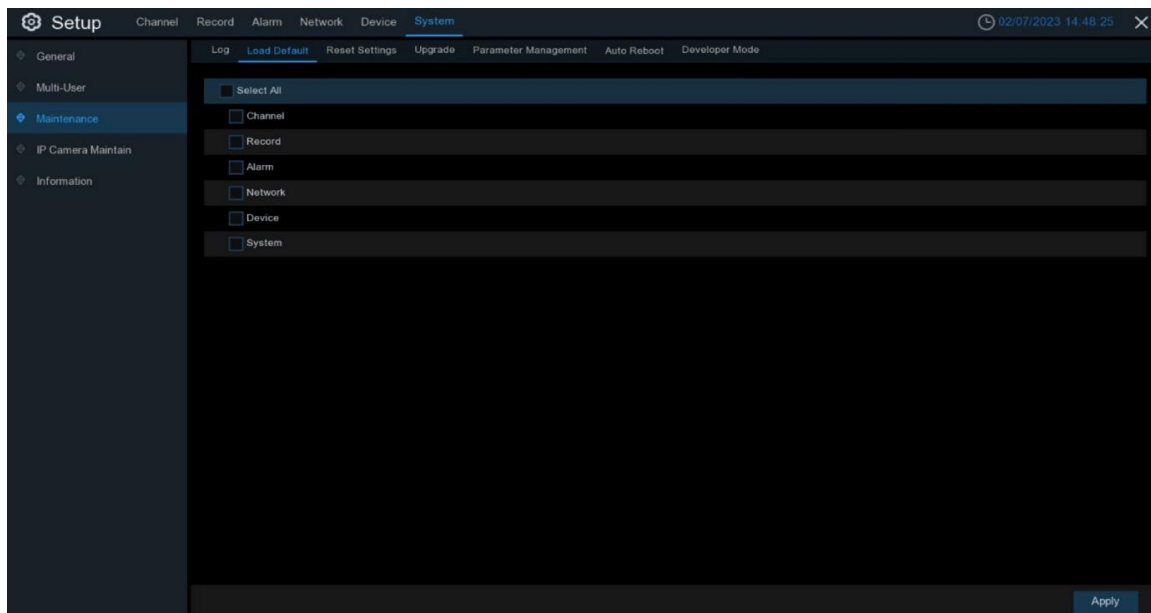 Setup Channel Record Alarm Network Device System 02/07/2023 14:48:25
General
Multi-User
Maintenance
IP Camera Maintain
Information
Log Load Default Reset Settings Upgrade Parameter Management Auto Reboot Developer Mode
Select All
Channel
Record
Alarm
Network
Device
System
Apply